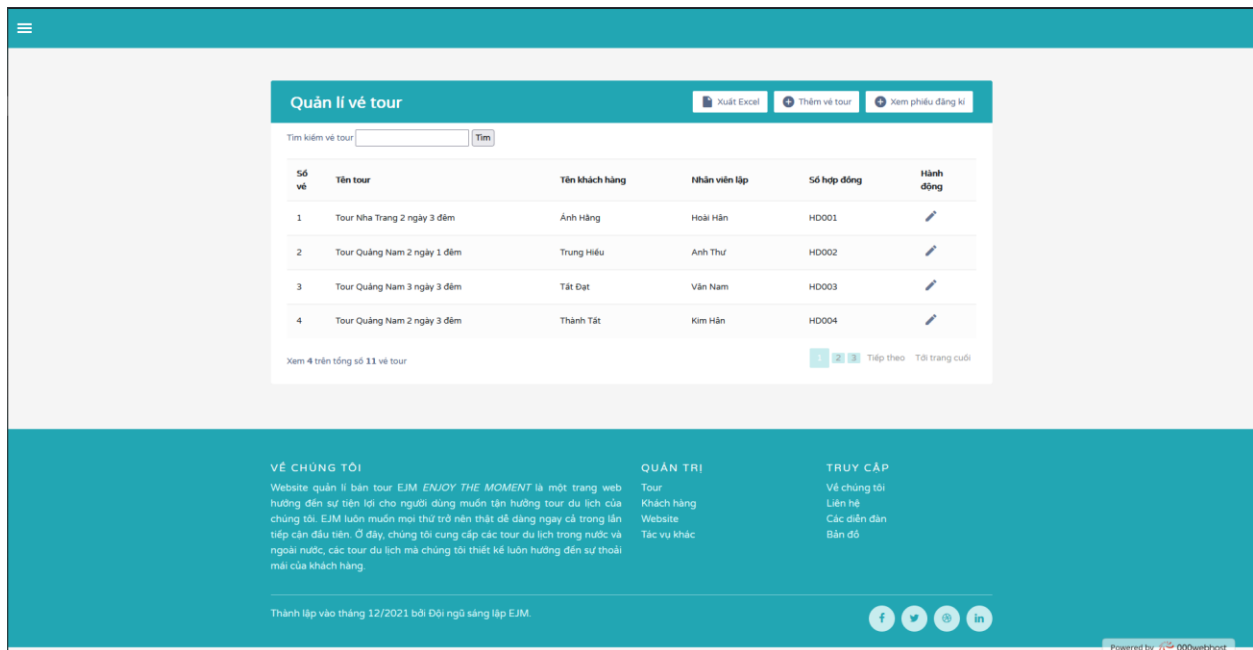 Quản lí vé tour
Xuất Excel
Thêm vé tour
Xem phiếu đăng kí
Tìm kiếm vé tour
Tìm
Số vé Tên tour Tên khách hàng Nhân viên lập Số hợp đồng Hành động
1 Tour Nha Trang 2 ngày 3 đêm Ánh Hằng Hoài Hân HD001
2 Tour Quảng Nam 2 ngày 1 đêm Trung Hiếu Anh Thư HD002
3 Tour Quảng Nam 3 ngày 3 đêm Tất Đạt Văn Nam HD003
4 Tour Quảng Nam 2 ngày 3 đêm Thành Tất Kim Hân HD004
Xem 4 trên tổng số 11 vé tour
1 2 3 Tiếp theo Tới trang cuối
VỀ CHÚNG TÔI
Website quản lí bán tour EJM ENJOY THE MOMENT là một trang web
hướng đến sự tiện lợi cho người dùng muốn tận hưởng tour du lịch của
chúng tôi. EJM luôn muốn mọi thứ trở nên thật dễ dàng ngay cả trong lần
tiếp cận đầu tiên. Ở đây, chúng tôi cung cấp các tour du lịch trong nước và
ngoài nước, các tour du lịch mà chúng tôi thiết kế luôn hướng đến sự thoải
mái của khách hàng.
QUẢN TRỊ
Tour
Khách hàng
Website
Tác vụ khác
TRUY CẬP
Về chúng tôi
Liên hệ
Các diễn đàn
Bản đồ
Thành lập vào tháng 12/2021 bởi Đội ngũ sáng lập EJM.
Powered by 000webhost